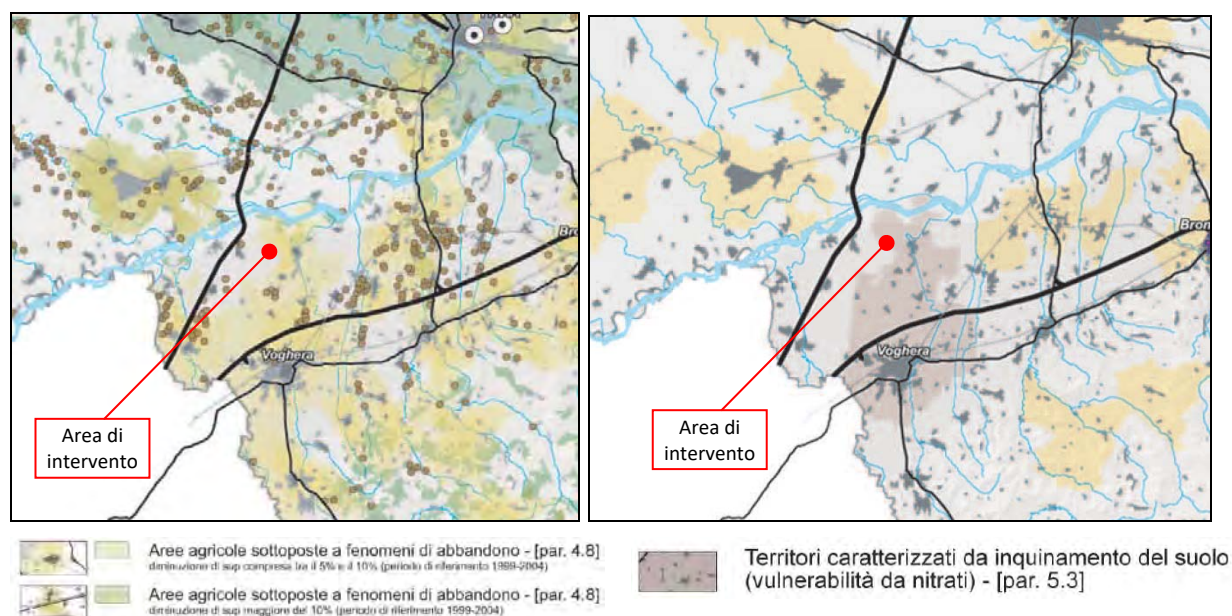 Voghera
Bron
Area di
intervento
Voghera
Bron
Area di
intervento
Aree agricole sottoposte a fenomeni di abbandono - [par. 4.8]
diminuzione di sup compresa tra il 5% e il 10% (periodo di riferimento 1999-2004)
Aree agricole sottoposte a fenomeni di abbandono - [par. 4.8]
diminuzione di sup maggiore del 10% (periodo di riferimento 1999-2004)
Territori caratterizzati da inquinamento del suolo
(vulnerabilità da nitrati) - [par. 5.3]